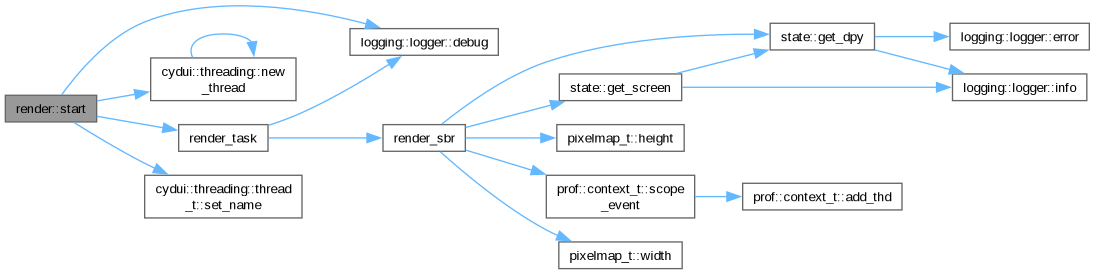 render::start
logging::logger::debug
cydui::threading::new
_thread
render_task
cydui::threading::thread
_t::set_name
render_sbr
state::get_dpy
logging::logger::error
state::get_screen
logging::logger::info
pixelmap_t::height
prof::context_t::scope
_event
prof::context_t::add_thd
pixelmap_t::width